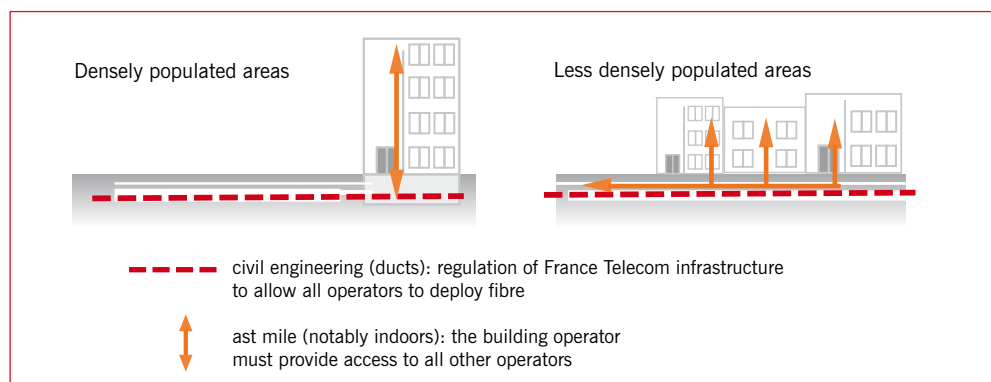 Densely populated areas
Less densely populated areas
civil engineering (ducts): regulation of France Telecom infrastructure
to allow all operators to deploy fibre
ast mile (notably indoors): the building operator
must provide access to all other operators